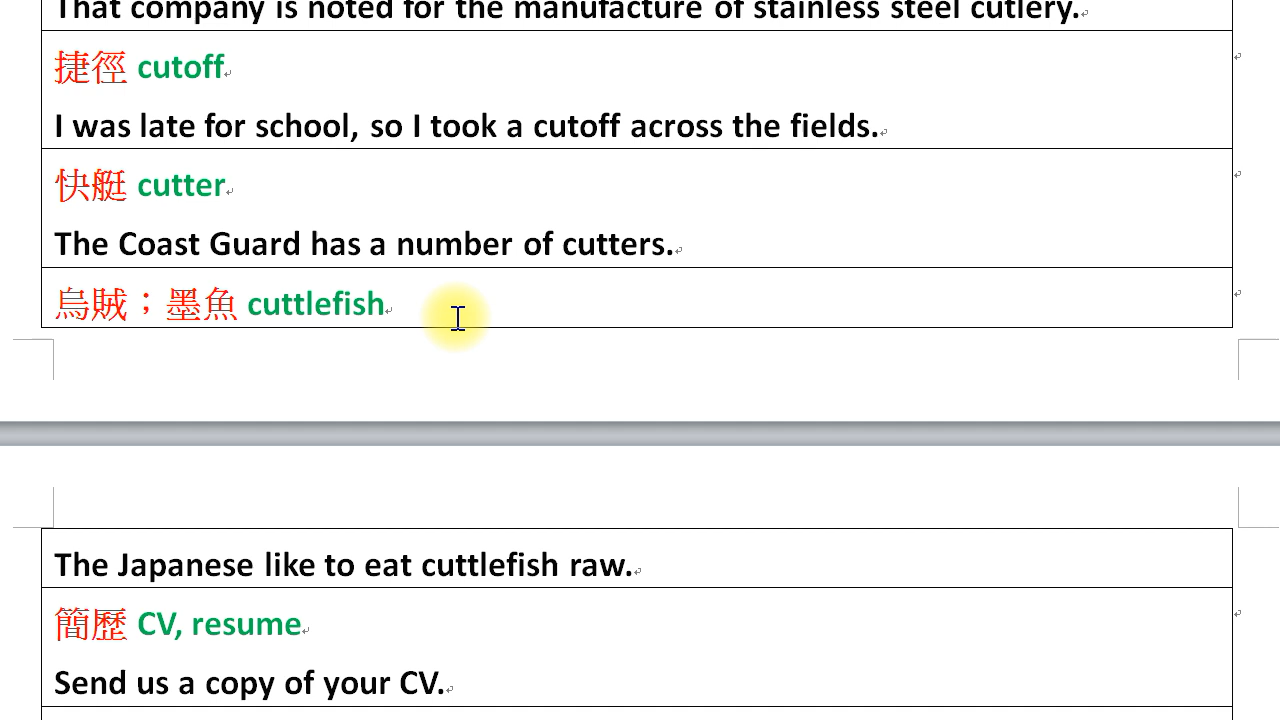 That company is noted for the manufacture of stainless steel cutlery.
捷徑 cutoff
I was late for school, so I took a cutoff across the fields.
快艇 cutter
The Coast Guard has a number of cutters.
烏賊；墨魚 cuttlefish
The Japanese like to eat cuttlefish raw.
簡歷 CV, resume
Send us a copy of your CV.